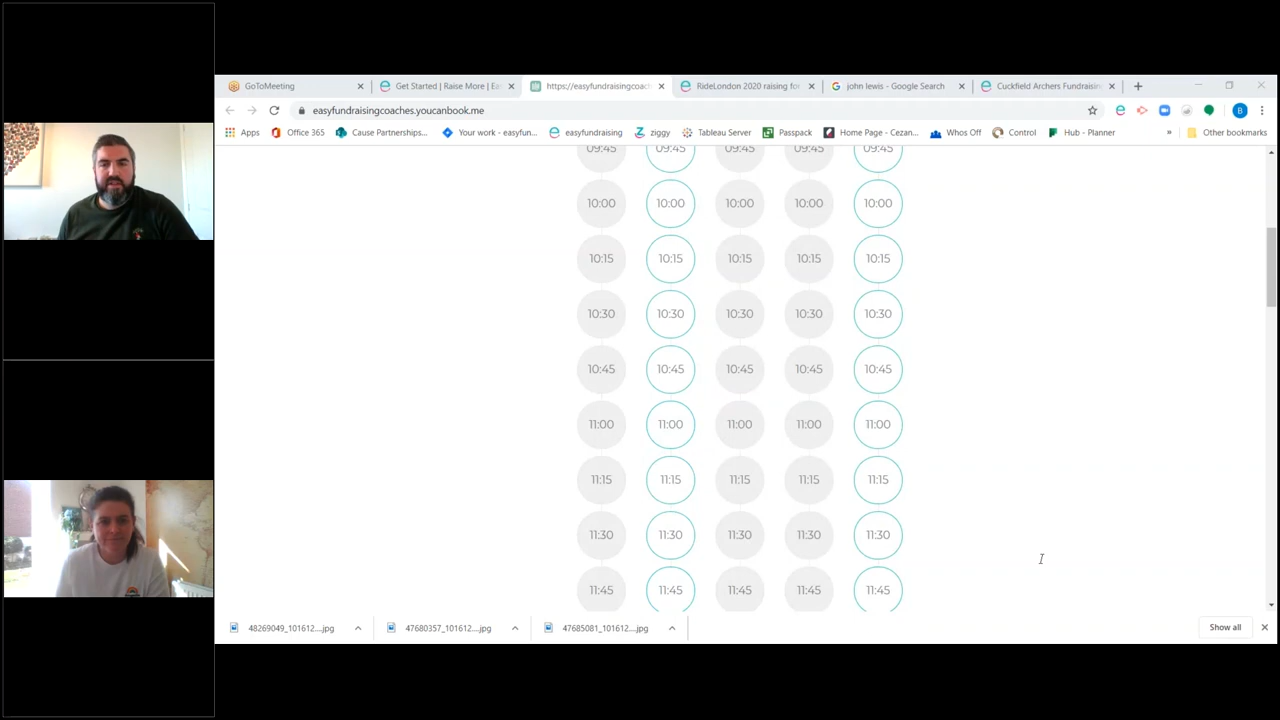 GoToMeeting
Get Started | Raise More | Ea
https://easyfundraisingcoach
RideLondon 2020 raising fo
john lewis - Google Search
Cuckfield Archers Fundraisin
easyfundraisingcoaches.youcanbook.me
B
Apps
Office 365
Cause Partnerships...
Your work - easyfun...
easyfundraising
ziggy
Tableau Server
Passpack
Home Page - Cezan...
Whos Off
Control
Hub - Planner
»
Other bookmarks
09:45 09:45 09:45 09:45 09:45
10:00 10:00 10:00 10:00 10:00
10:15 10:15 10:15 10:15 10:15
10:30 10:30 10:30 10:30 10:30
10:45 10:45 10:45 10:45 10:45
11:00 11:00 11:00 11:00 11:00
11:15 11:15 11:15 11:15 11:15
11:30 11:30 11:30 11:30 11:30
11:45 11:45 11:45 11:45 11:45
48269049_101612....jpg
47680357_101612....jpg
47685081_101612....jpg
Show all